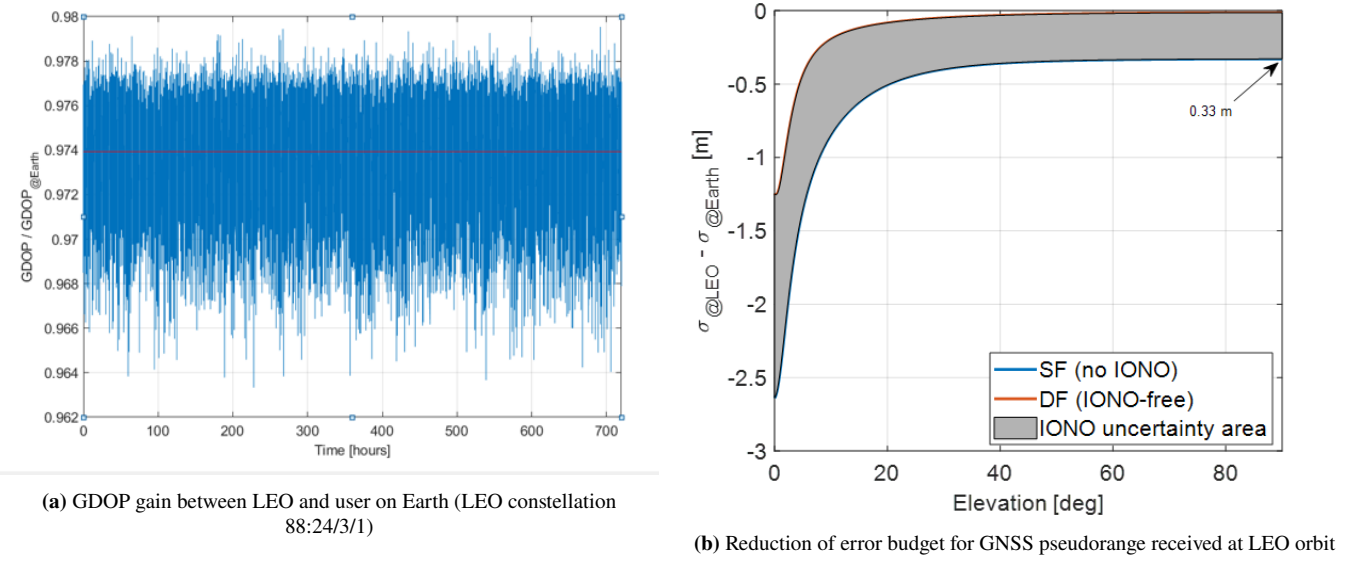 0.98
0.978
0.976
0.974
0.972
0.97
0.968
0.966
0.964
0.962
GDOP / GDOP@Earth
0 100 200 300 400 500 600 700
Time [hours]
(a) GDOP gain between LEO and user on Earth (LEO constellation
88:24/3/1)
0
-0.5
-1
-1.5
-2
-2.5
-3
σ@LEO - σ@Earth [m]
0.33 m
SF (no IONO)
DF (IONO-free)
IONO uncertainty area
0 20 40 60 80
Elevation [deg]
(b) Reduction of error budget for GNSS pseudorange received at LEO orbit